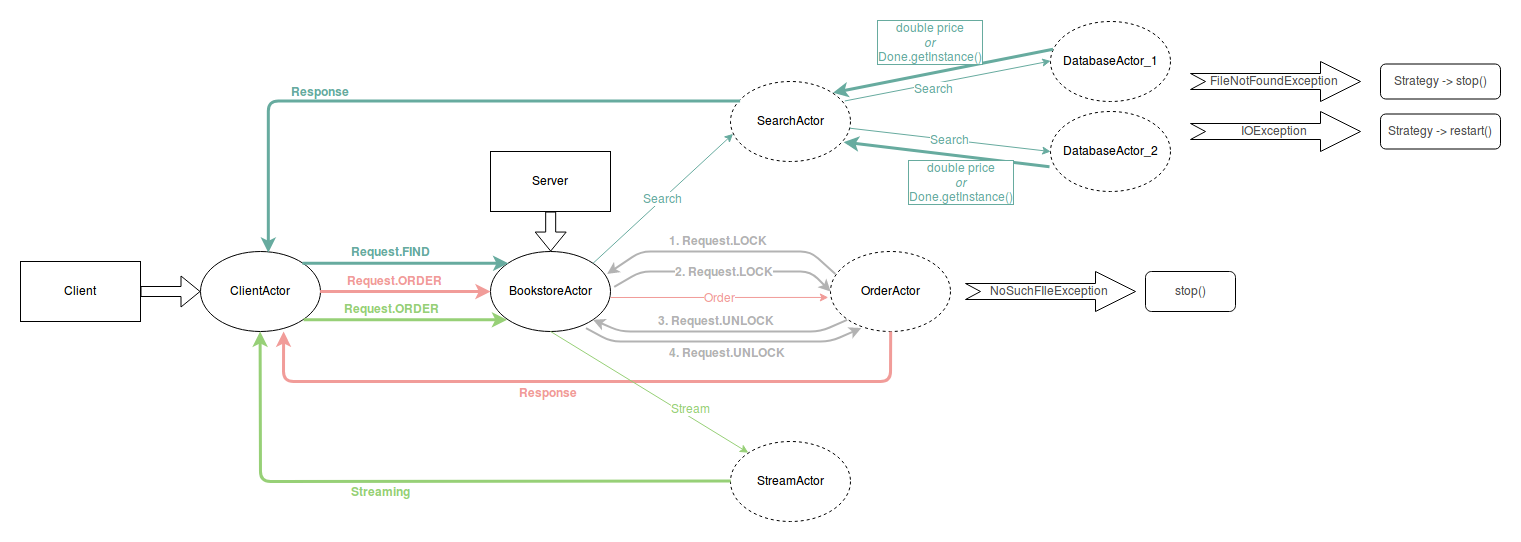 double price
or
Done.getInstance()
DatabaseActor_1
FileNotFoundException
Strategy -> stop()
Search
Response
SearchActor
Search
DatabaseActor_2
IOException
Strategy -> restart()
double price
or
Done.getInstance()
Server
Search
1. Request.LOCK
Request.FIND
2. Request.LOCK
Client
ClientActor
Request.ORDER
BookstoreActor
Order
OrderActor
NoSuchFIleException
stop()
Request.ORDER
3. Request.UNLOCK
4. Request.UNLOCK
Response
Stream
StreamActor
Streaming